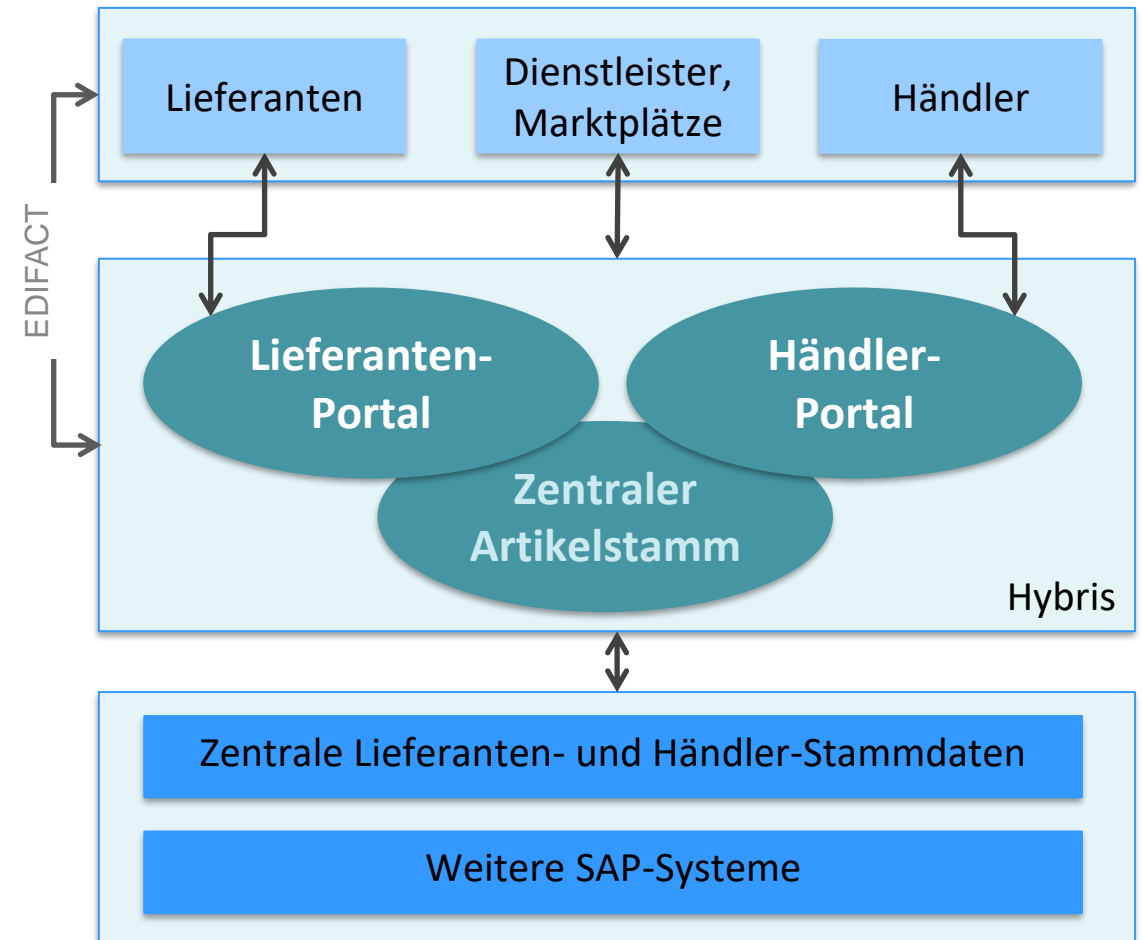 Lieferanten
Dienstleister,
Marktplätze
Händler
EDIFACT
Lieferanten-
Portal
Händler-
Portal
Zentraler
Artikelstamm
Hybris
Zentrale Lieferanten- und Händler-Stammdaten
Weitere SAP-Systeme